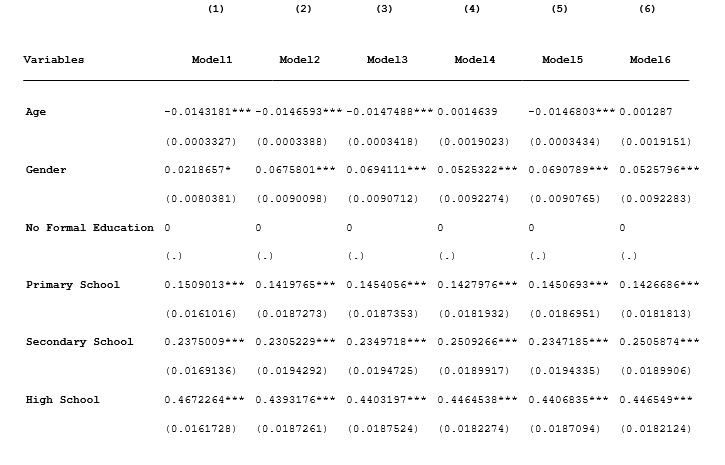 (1) (2) (3) (4) (5) (6)
Variables Model1 Model2 Model3 Model4 Model5 Model6
Age -0.0143181*** -0.0146593*** -0.0147488*** 0.0014639 -0.0146803*** 0.001287
(0.0003327) (0.0003388) (0.0003418) (0.0019023) (0.0003434) (0.0019151)
Gender 0.0218657* 0.0675801*** 0.0694111*** 0.0525322*** 0.0690789*** 0.0525796***
(0.0080381) (0.0090098) (0.0090712) (0.0092274) (0.0090765) (0.0092283)
No Formal Education 0 0 0 0 0 0
(.) (.) (.) (.) (.) (.)
Primary School 0.1509013*** 0.1419765*** 0.1454056*** 0.1427976*** 0.1450693*** 0.1426686***
(0.0161016) (0.0187273) (0.0187353) (0.0181932) (0.0186951) (0.0181813)
Secondary School 0.2375009*** 0.2305229*** 0.2349718*** 0.2509266*** 0.2347185*** 0.2505874***
(0.0169136) (0.0194292) (0.0194725) (0.0189917) (0.0194335) (0.0189906)
High School 0.4672264*** 0.4393176*** 0.4403197*** 0.4464538*** 0.4406835*** 0.446549***
(0.0161728) (0.0187261) (0.0187524) (0.0182274) (0.0187094) (0.0182124)